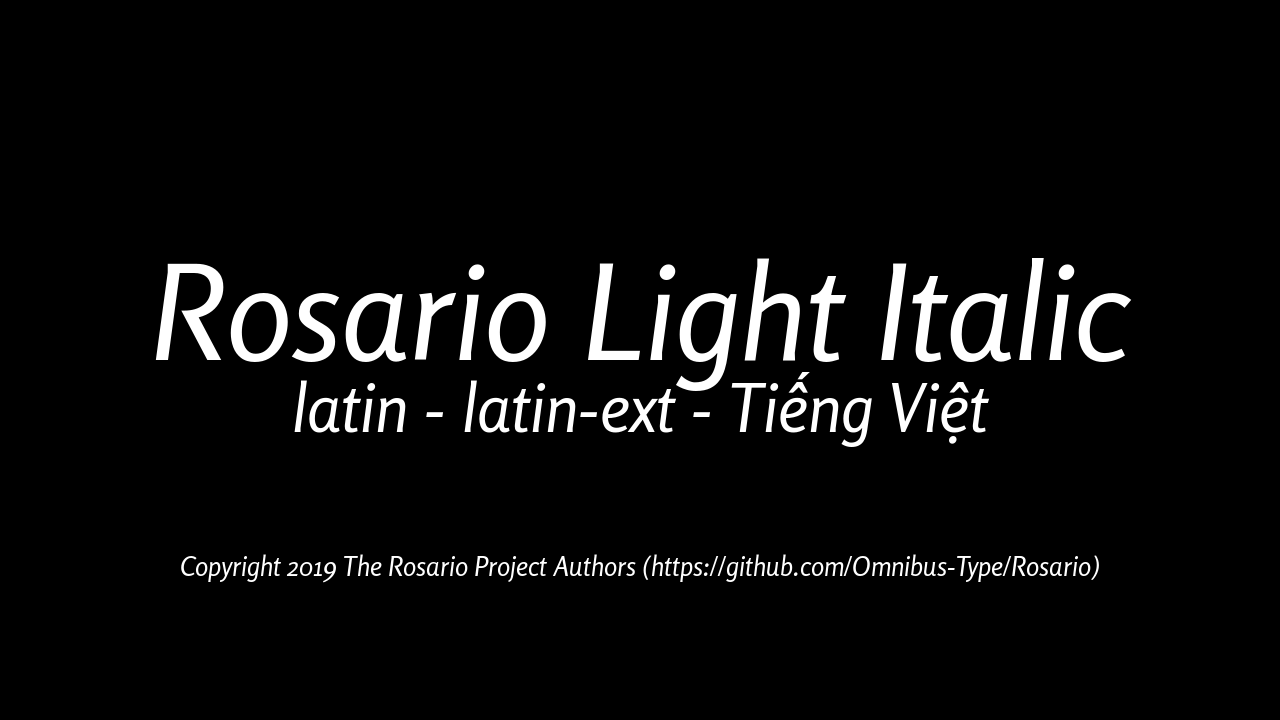 Rosario Light Italic
latin - latin-ext - Tiếng Việt
Copyright 2019 The Rosario Project Authors (https://github.com/Omnibus-Type/Rosario)